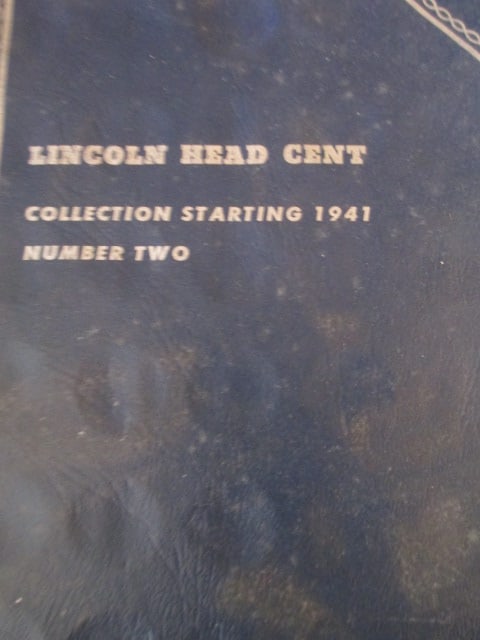 LINCOLN HEAD CENT
COLLECTION STARTING 1941
NUMBER TWO